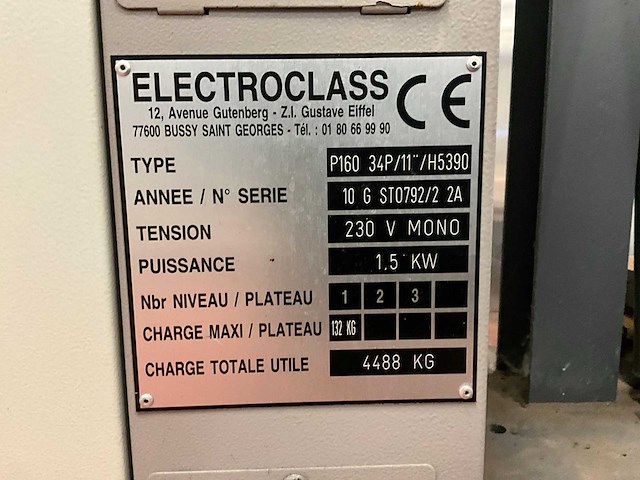 ELECTROCLASS CE
12, Avenue Gutenberg - Z.I. Gustave Eiffel
77600 BUSSY SAINT GEORGES - Tél. : 01 80 66 99 90
TYPE P160 34P/11"/H5390
ANNEE / N° SERIE 10 G ST0792/2 2A
TENSION 230 V MONO
PUISSANCE 1.5 KW
Nbr NIVEAU / PLATEAU 1 2 3
CHARGE MAXI / PLATEAU 132 KG
CHARGE TOTALE UTILE 4488 KG